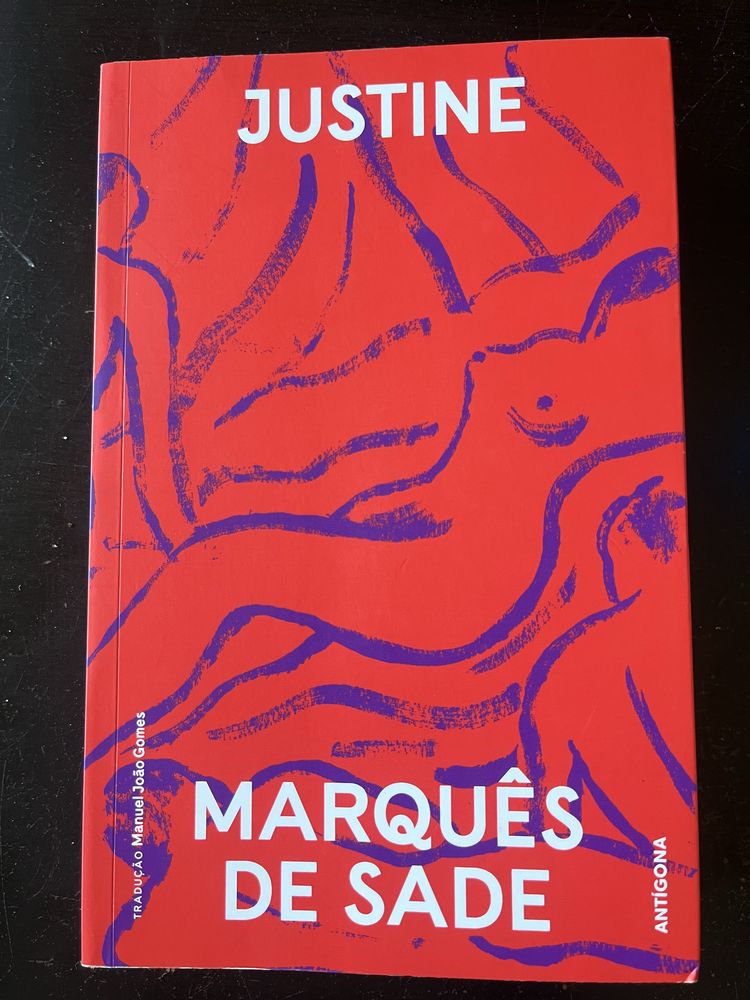 JUSTINE
TRADUÇÃO Manuel João Gomes
MARQUÊS
DE SADE
ANTÍGONA